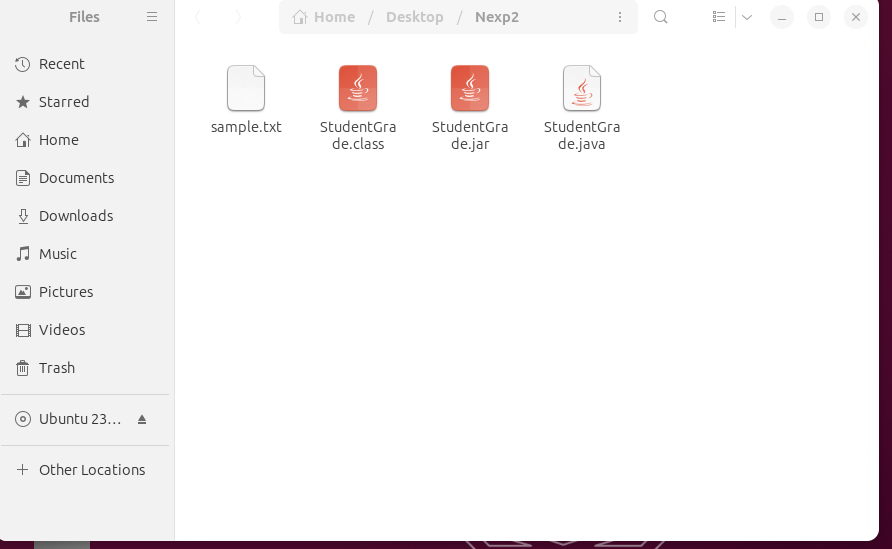 Files
Home / Desktop / Nexp2
Recent
Starred
Home
Documents
Downloads
Music
Pictures
Videos
Trash
Ubuntu 23…
Other Locations
sample.txt
StudentGra
de.class
StudentGra
de.jar
StudentGra
de.java